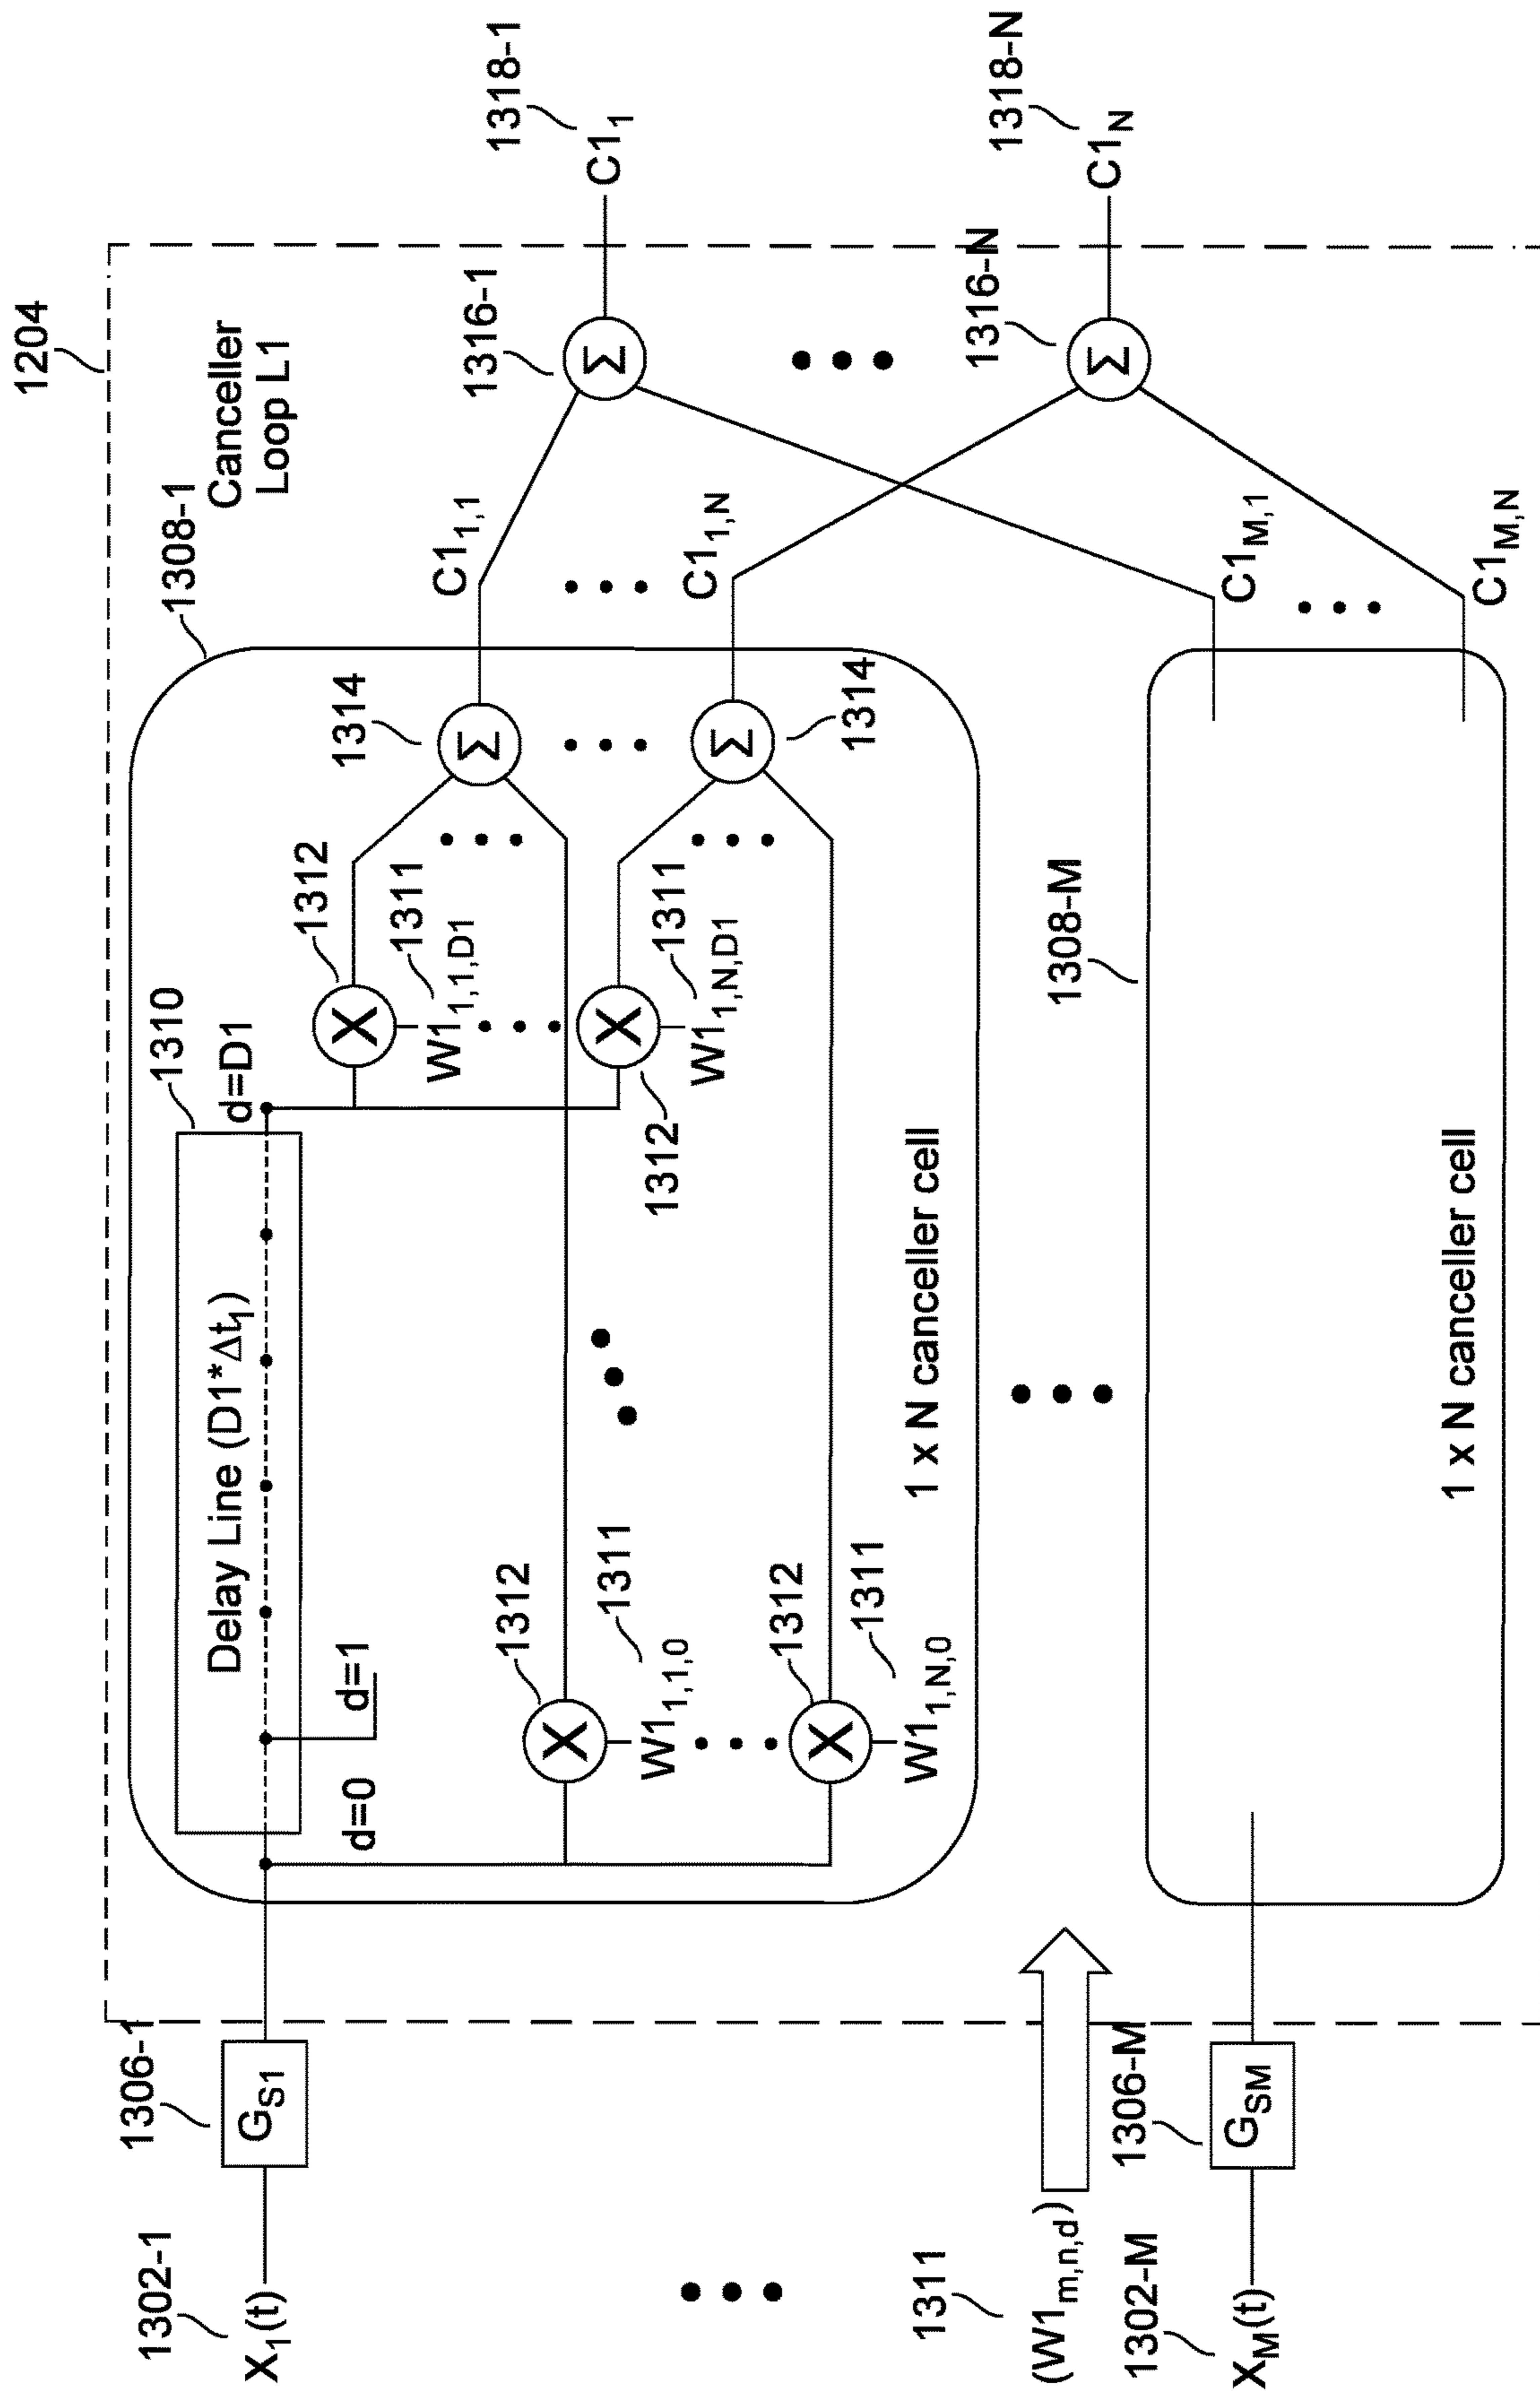 1204
Canceller
Loop L1
1302-1
X1(t)
1306-1
GS1
1308-1
1310
Delay Line (D1*Δt1)
d=0
d=1
d=D1
1312
X
1311
W11,1,D1
1312
X
1311
W11,N,D1
1312
X
1311
W11,1,0
1312
X
1311
W11,N,0
1314
Σ
1314
Σ
1 x N canceller cell
C11,1
C11,N
1316-1
Σ
1318-1
C11
1316-N
Σ
1318-N
C1N
1311
(W1m,n,d)
1302-M
XM(t)
1306-M
GSM
1308-M
1 x N canceller cell
C1M,1
C1M,N